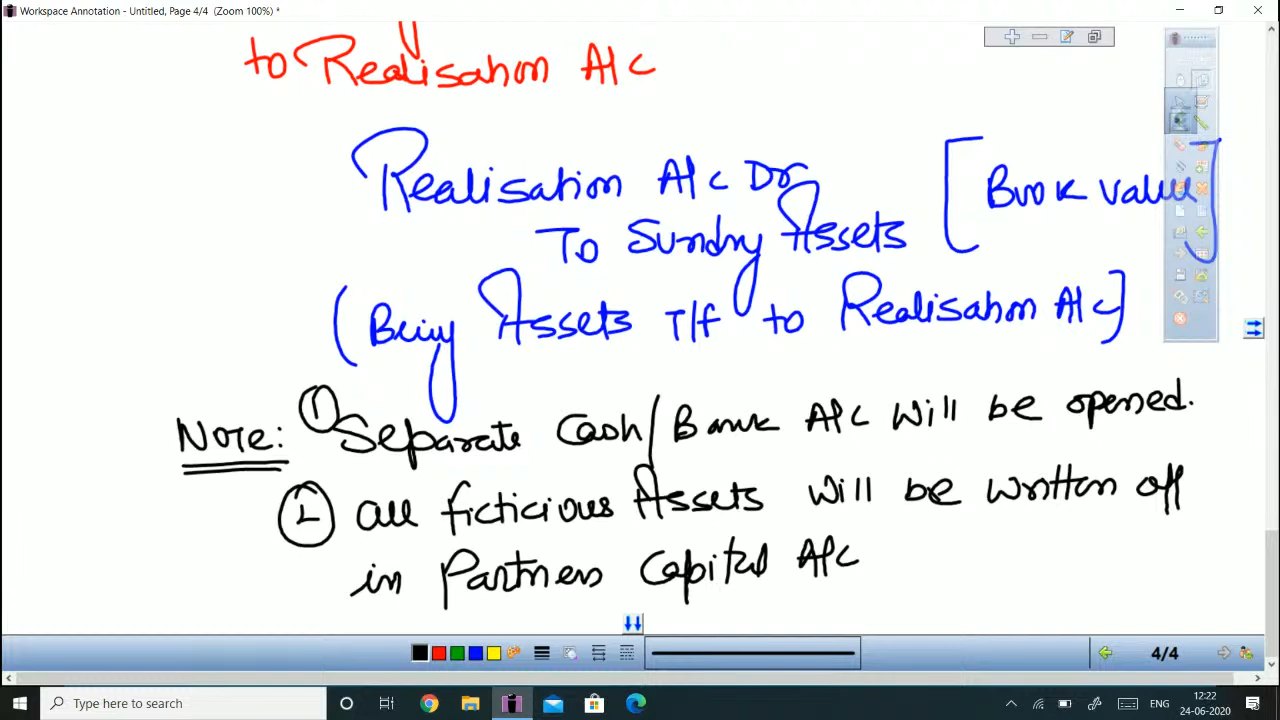 Workspace Annotation - Untitled, Page 4/4 (Zoom 100%) *
to Realisation A/c
Realisation A/c Dr
To Sundry Assets [Book value]
(Being Assets T/f to Realisation A/c]
Note: ① Separate Cash/Bank A/c will be opened.
② all ficticious Assets will be written off
in Partners Capital A/c
4/4
Type here to search
ENG
12:22
24-06-2020